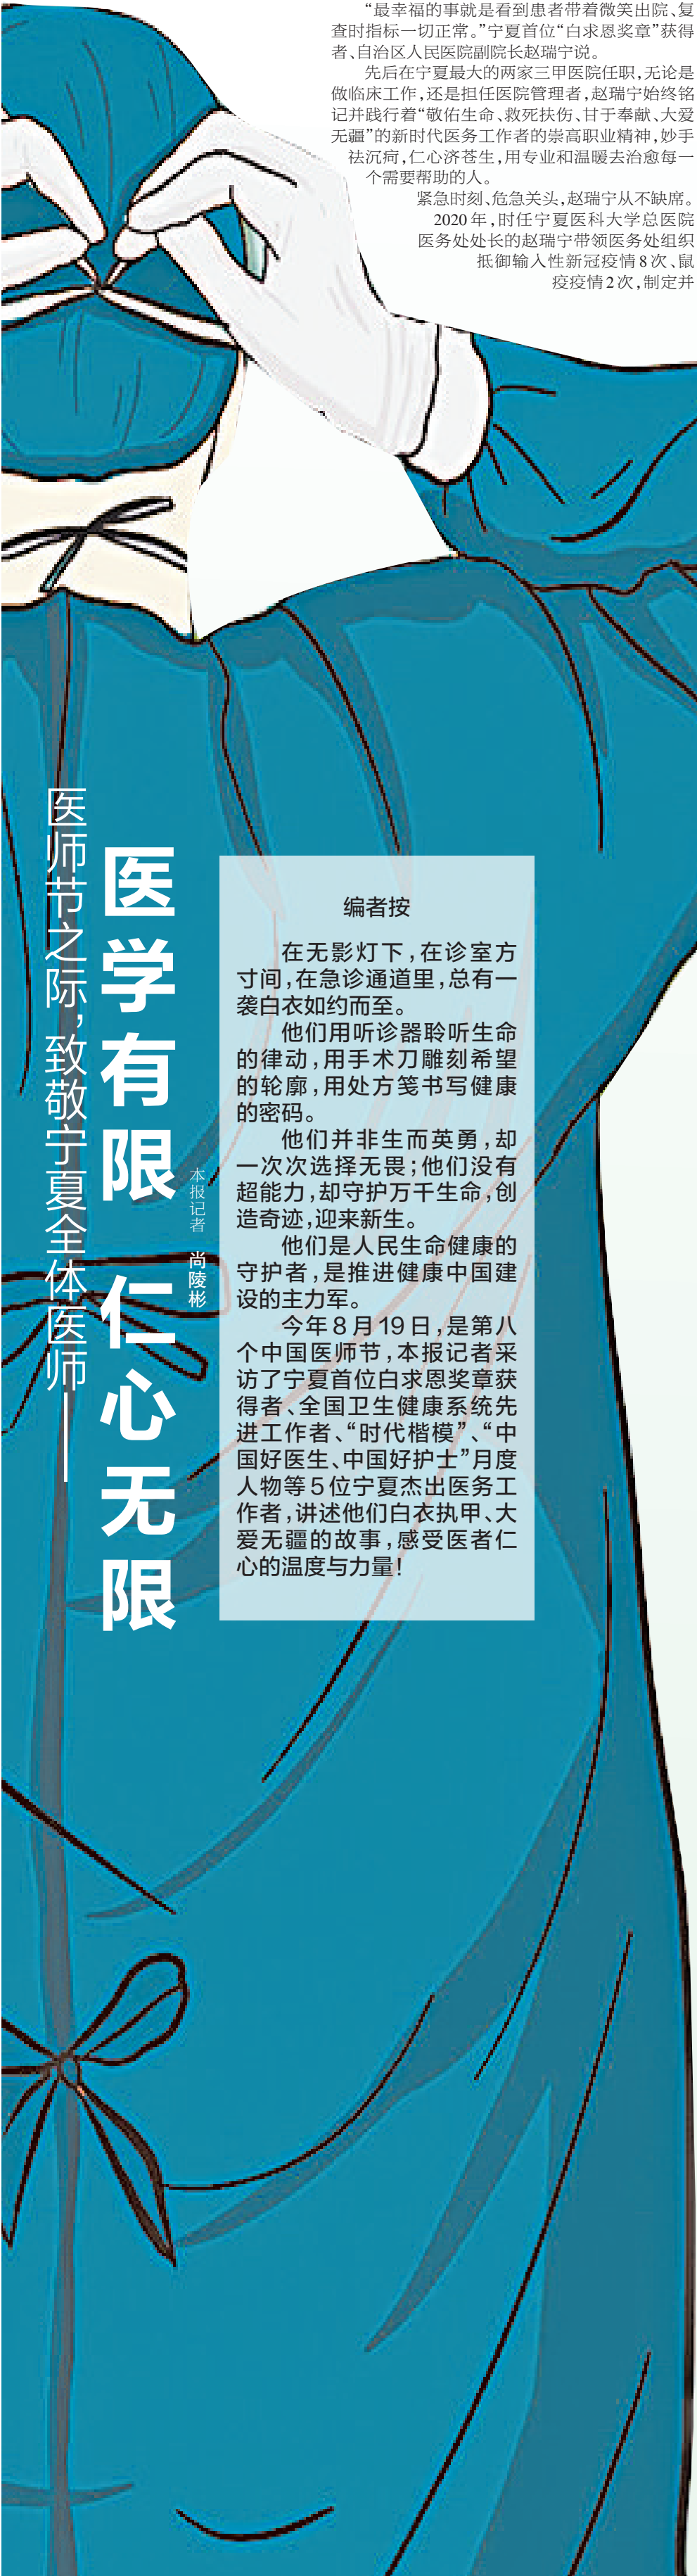 医师节之际，致敬宁夏全体医师——
医学有限 仁心无限
本报记者 尚陵彬
编者按
在无影灯下，在诊室方
寸间，在急诊通道里，总有一
袭白衣如约而至。
他们用听诊器聆听生命
的律动，用手术刀雕刻希望
的轮廓，用处方笺书写健康
的密码。
他们并非生而英勇，却
一次次选择无畏；他们没有
超能力，却守护万千生命，创
造奇迹，迎来新生。
他们是人民生命健康的
守护者，是推进健康中国建
设的主力军。
今年8月19日，是第八
个中国医师节，本报记者采
访了宁夏首位白求恩奖章获
得者、全国卫生健康系统先
进工作者、“时代楷模”、“中
国好医生、中国好护士”月度
人物等5位宁夏杰出医务工
作者，讲述他们白衣执甲、大
爱无疆的故事，感受医者仁
心的温度与力量！
“最幸福的事就是看到患者带着微笑出院、复
查时指标一切正常。”宁夏首位“白求恩奖章”获得
者、自治区人民医院副院长赵瑞宁说。
先后在宁夏最大的两家三甲医院任职，无论是
做临床工作，还是担任医院管理者，赵瑞宁始终铭
记并践行着“敬佑生命、救死扶伤、甘于奉献、大爱
无疆”的新时代医务工作者的崇高职业精神，妙手
祛沉疴，仁心济苍生，用专业和温暖去治愈每一
个需要帮助的人。
紧急时刻、危急关头，赵瑞宁从不缺席。
2020年，时任宁夏医科大学总医院
医务处处长的赵瑞宁带领医务处组织
抵御输入性新冠疫情8次、鼠
疫疫情2次，制定并